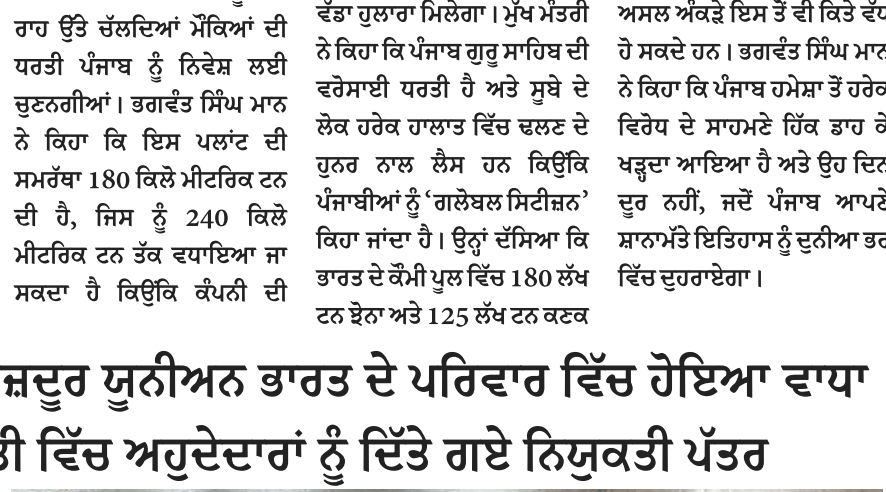 ਰਾਹ ਉੱਤੇ ਚੱਲਦਿਆਂ ਮੌਕਿਆਂ ਦੀ
ਧਰਤੀ ਪੰਜਾਬ ਨੂੰ ਨਿਵੇਸ਼ ਲਈ
ਚੁਣਨਗੀਆਂ। ਭਗਵੰਤ ਸਿੰਘ ਮਾਨ
ਨੇ ਕਿਹਾ ਕਿ ਇਸ ਪਲਾਂਟ ਦੀ
ਸਮਰੱਥਾ 180 ਕਿਲੋ ਮੀਟਰਿਕ ਟਨ
ਦੀ ਹੈ, ਜਿਸ ਨੂੰ 240 ਕਿਲੋ
ਮੀਟਰਿਕ ਟਨ ਤੱਕ ਵਧਾਇਆ ਜਾ
ਸਕਦਾ ਹੈ ਕਿਉਂਕਿ ਕੰਪਨੀ ਦੀ
ਵੱਡਾ ਹੁਲਾਰਾ ਮਿਲੇਗਾ। ਮੁੱਖ ਮੰਤਰੀ
ਨੇ ਕਿਹਾ ਕਿ ਪੰਜਾਬ ਗੁਰੂ ਸਾਹਿਬ ਦੀ
ਵਰੋਸਾਈ ਧਰਤੀ ਹੈ ਅਤੇ ਸੂਬੇ ਦੇ
ਲੋਕ ਹਰੇਕ ਹਾਲਾਤ ਵਿੱਚ ਢਲਣ ਦੇ
ਹੁਨਰ ਨਾਲ ਲੈਸ ਹਨ ਕਿਉਂਕਿ
ਪੰਜਾਬੀਆਂ ਨੂੰ ‘ਗਲੋਬਲ ਸਿਟੀਜ਼ਨ’
ਕਿਹਾ ਜਾਂਦਾ ਹੈ। ਉਨ੍ਹਾਂ ਦੱਸਿਆ ਕਿ
ਭਾਰਤ ਦੇ ਕੌਮੀ ਪੂਲ ਵਿੱਚ 180 ਲੱਖ
ਟਨ ਝੋਨਾ ਅਤੇ 125 ਲੱਖ ਟਨ ਕਣਕ
ਅਸਲ ਅੰਕੜੇ ਇਸ ਤੋਂ ਵੀ ਕਿਤੇ
ਹੋ ਸਕਦੇ ਹਨ। ਭਗਵੰਤ ਸਿੰਘ ਮਾਨ
ਨੇ ਕਿਹਾ ਕਿ ਪੰਜਾਬ ਹਮੇਸ਼ਾ ਤੋਂ ਹਰੇਕ
ਵਿਰੋਧ ਦੇ ਸਾਹਮਣੇ ਹਿੱਕ ਡਾਹ ਕੇ
ਖੜ੍ਹਦਾ ਆਇਆ ਹੈ ਅਤੇ ਉਹ ਦਿਨ
ਦੂਰ ਨਹੀਂ, ਜਦੋਂ ਪੰਜਾਬ ਆਪਣੇ
ਸ਼ਾਨਾਮੱਤੇ ਇਤਿਹਾਸ ਨੂੰ ਦੁਨੀਆ ਭਰ
ਵਿੱਚ ਦੁਹਰਾਏਗਾ।
ਯੂਨੀਅਨ ਭਾਰਤ ਦੇ ਪਰਿਵਾਰ ਵਿੱਚ ਹੋਇਆ ਵਾਧਾ
ਵਿੱਚ ਅਹੁਦੇਦਾਰਾਂ ਨੂੰ ਦਿੱਤੇ ਗਏ ਨਿਯੁਕਤੀ ਪੱਤਰ